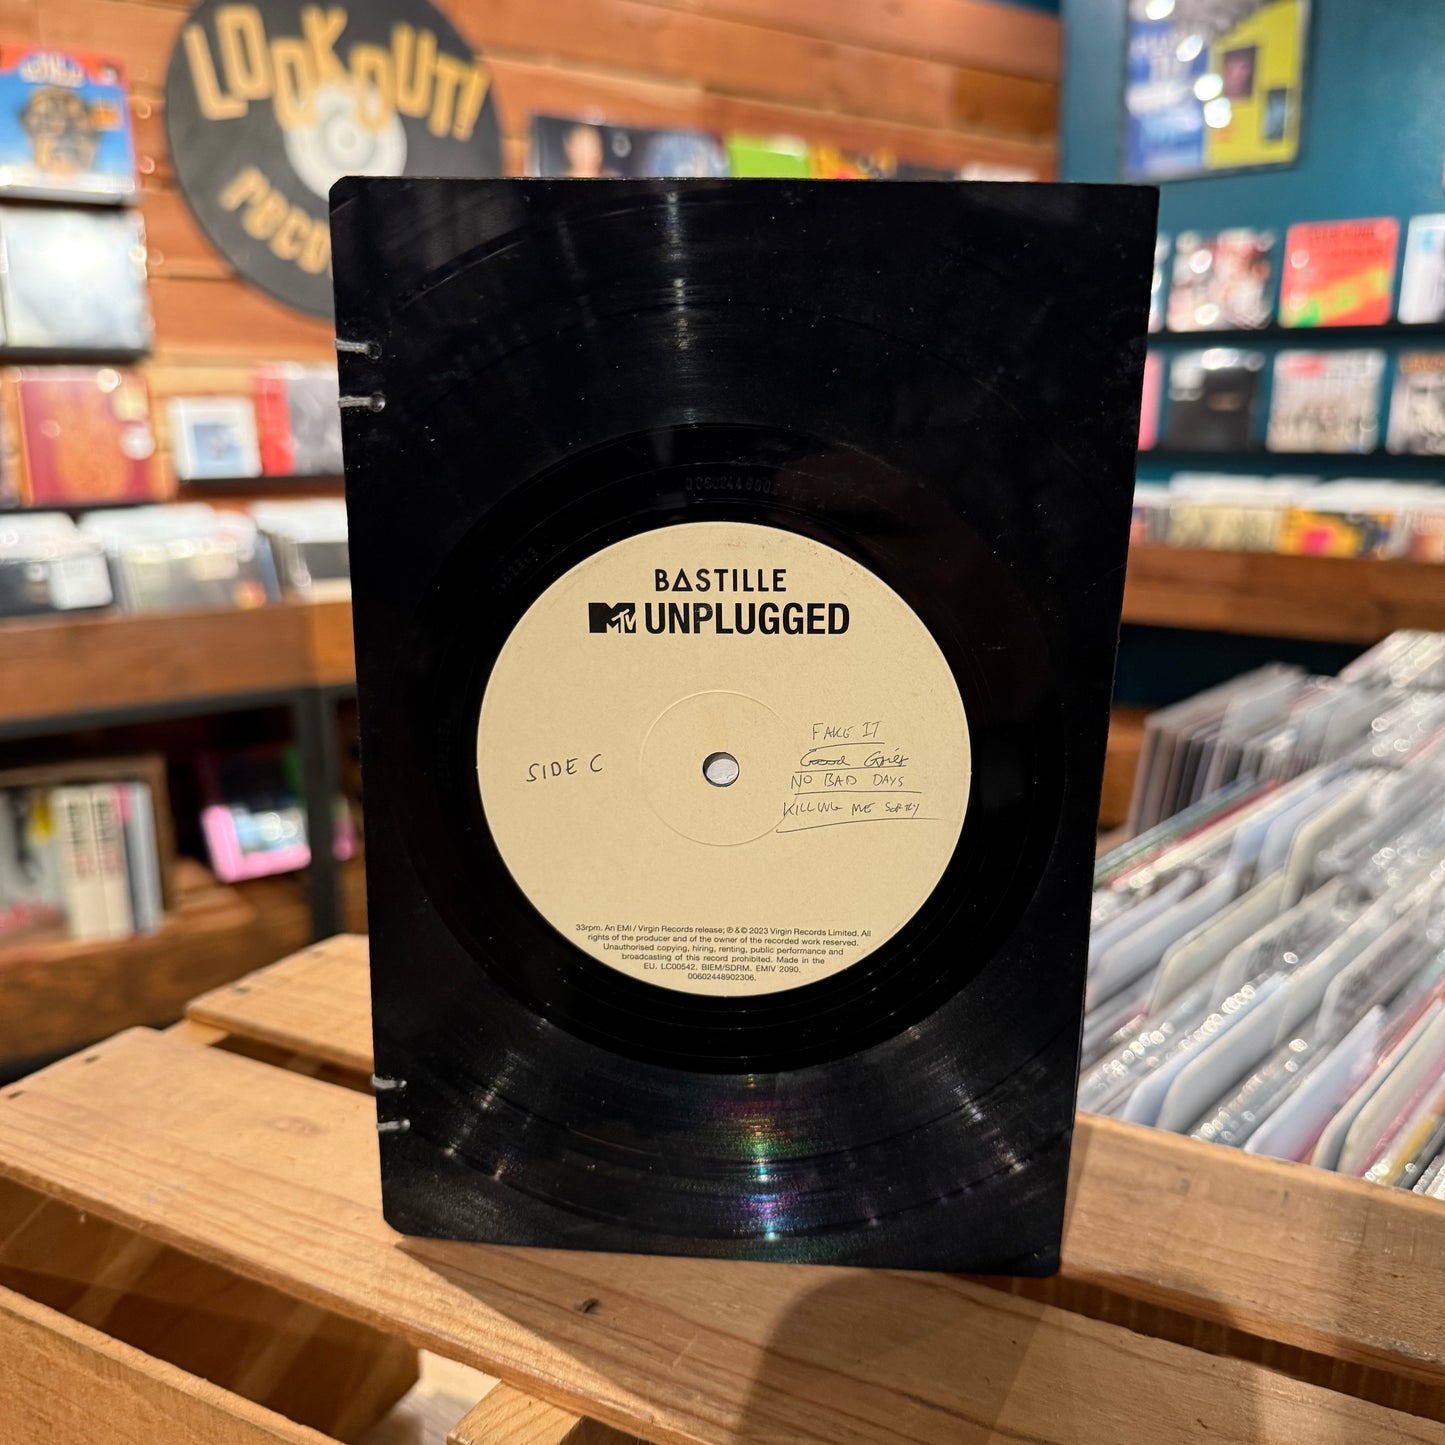 LOOKOUT!
BASTILLE
MTV UNPLUGGED
SIDE C
FAKE IT
Good Grief
NO BAD DAYS
KILLING ME SOFTLY
33rpm. An EMI / Virgin Records release; ℗ & © 2023 Virgin Records Limited. All
rights of the producer and of the owner of the recorded work reserved.
Unauthorised copying, hiring, renting, public performance and
broadcasting of this record prohibited. Made in the
EU. LC00542. BIEM/SDRM. EMIV 2090.
00602448902306.